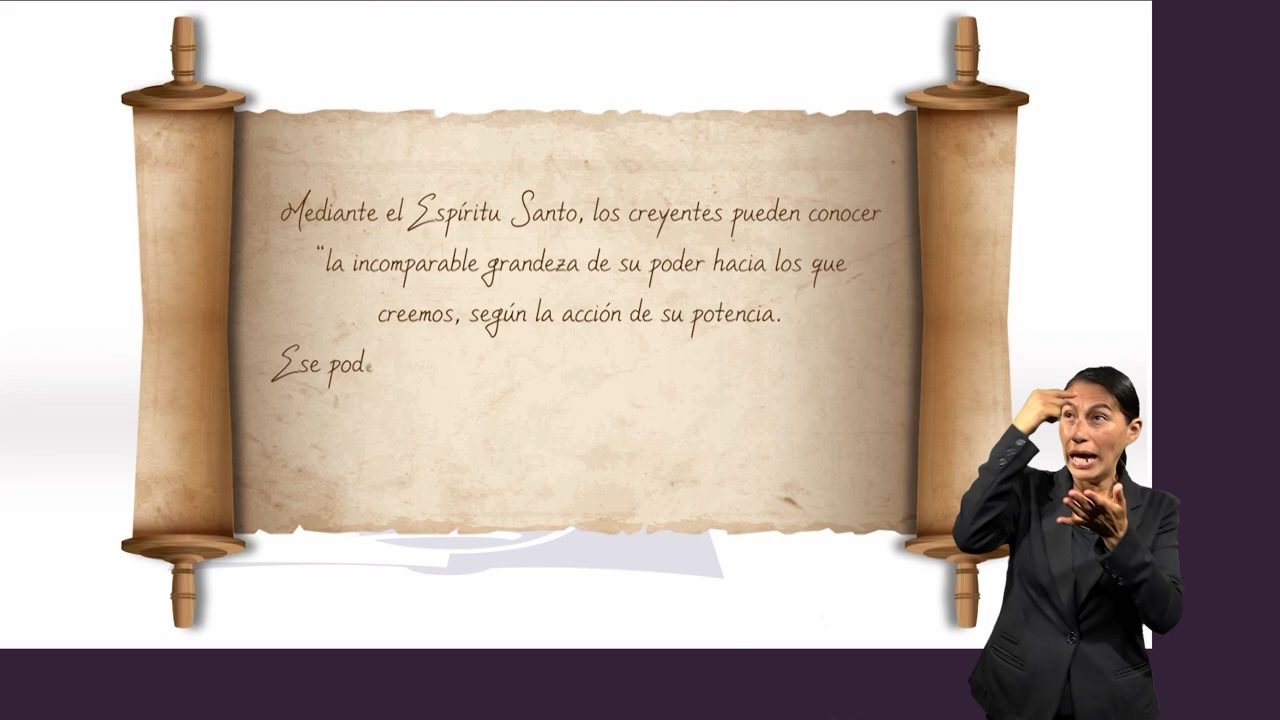 Mediante el Espíritu Santo, los creyentes pueden conocer
“la incomparable grandeza de su poder hacia los que
creemos, según la acción de su potencia.
Ese pode